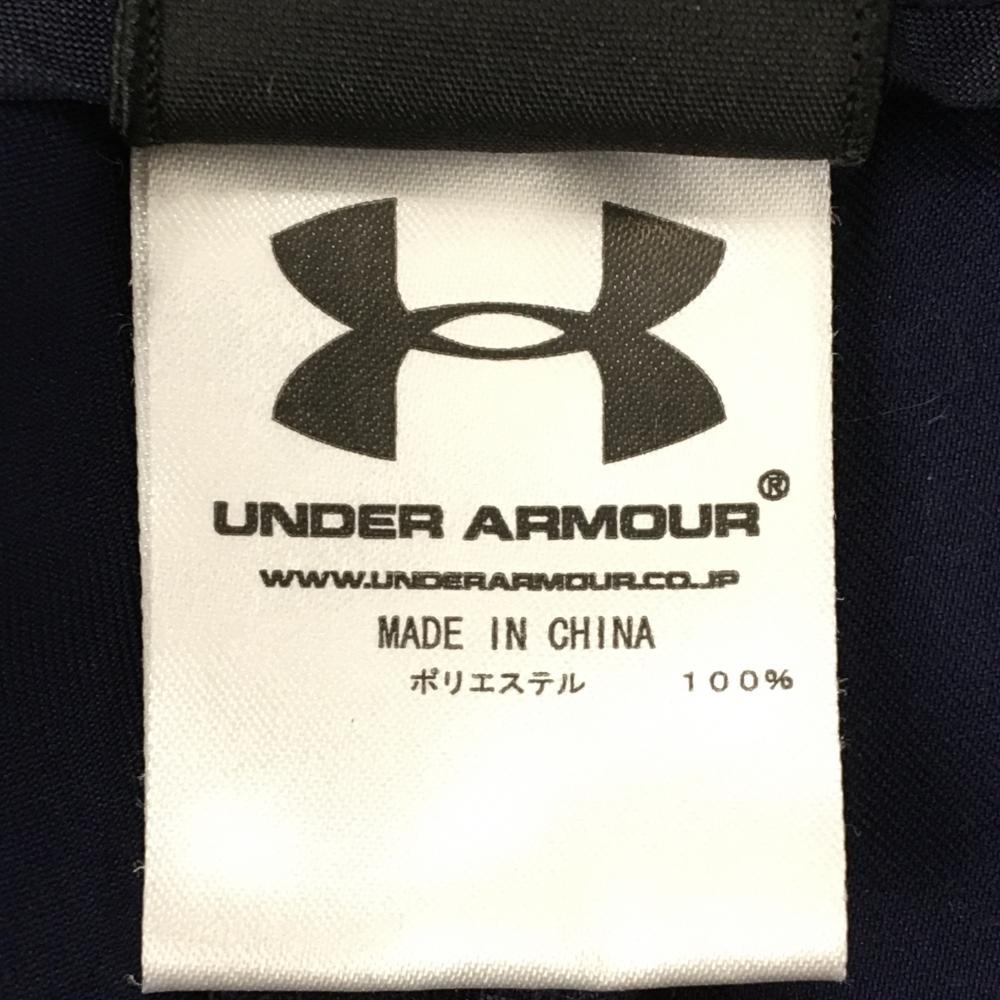 UNDER ARMOUR®
WWW.UNDERARMOUR.CO.JP
MADE IN CHINA
ポリエステル 100%